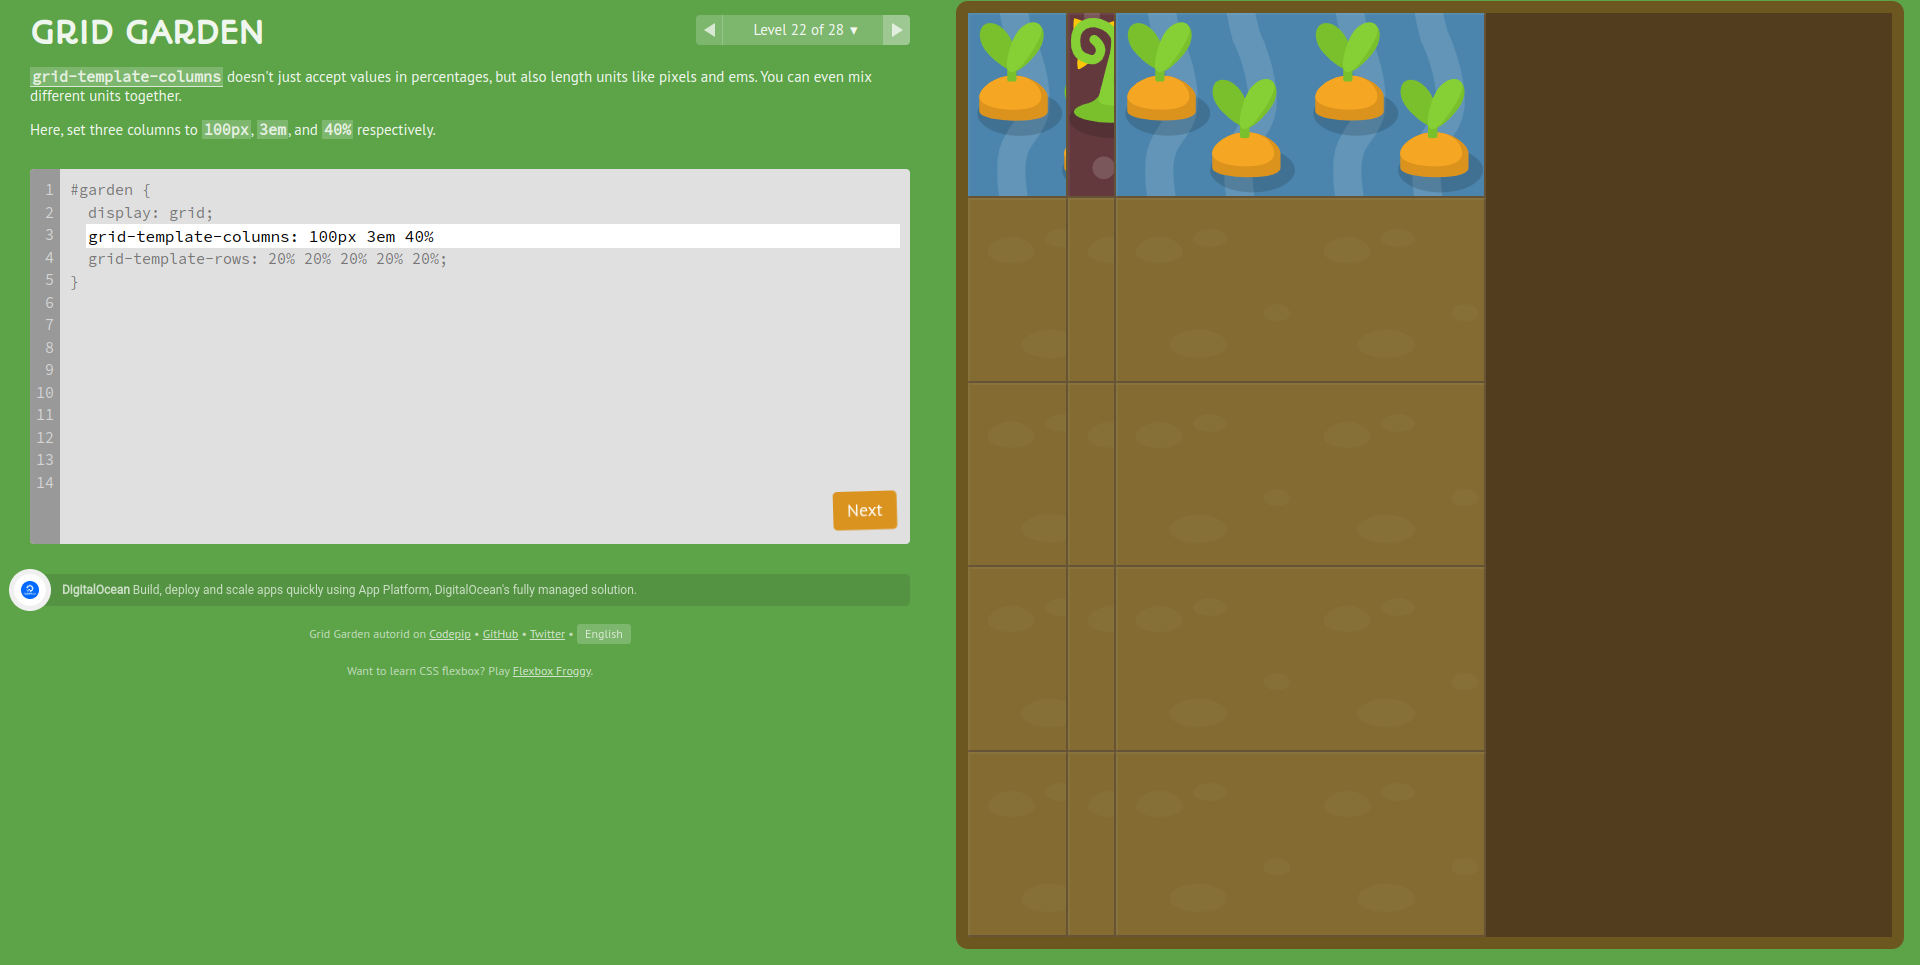 GRID GARDEN
◀ Level 22 of 28 ▾ ▶
grid-template-columns doesn't just accept values in percentages, but also length units like pixels and ems. You can even mix
different units together.
Here, set three columns to 100px, 3em, and 40% respectively.
1 #garden {
2 display: grid;
3 grid-template-columns: 100px 3em 40%
4 grid-template-rows: 20% 20% 20% 20% 20%;
5 }
6
7
8
9
10
11
12
13
14
Next
DigitalOcean Build, deploy and scale apps quickly using App Platform, DigitalOcean's fully managed solution.
Grid Garden autorid on Codepip • GitHub • Twitter • English
Want to learn CSS flexbox? Play Flexbox Froggy.